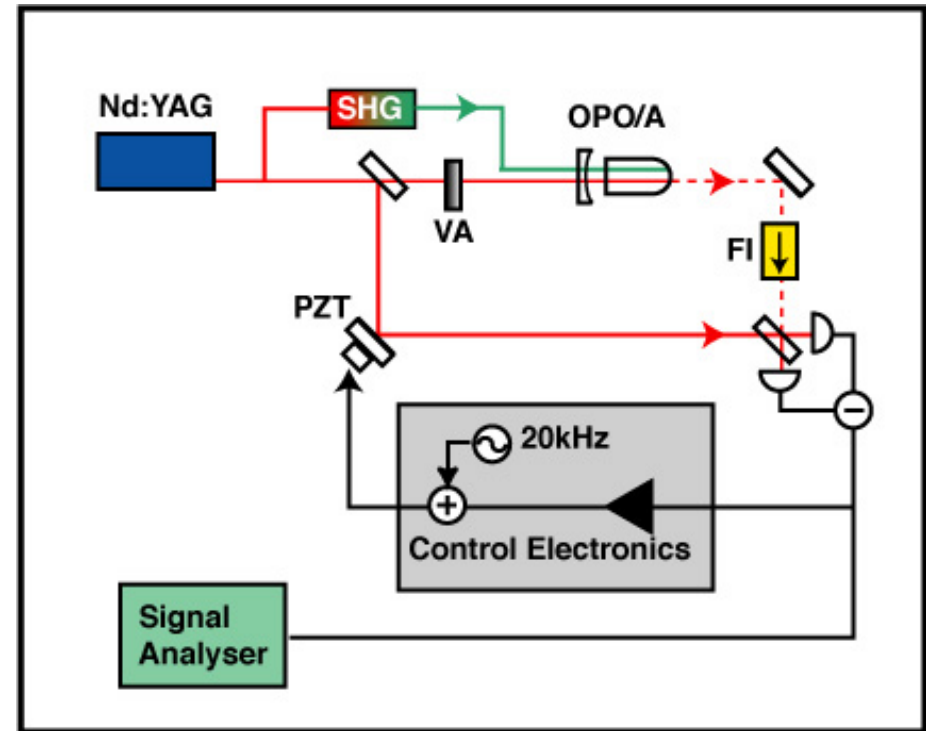 Nd:YAG
SHG
OPO/A
VA
FI
PZT
20kHz
Control Electronics
Signal
Analyser